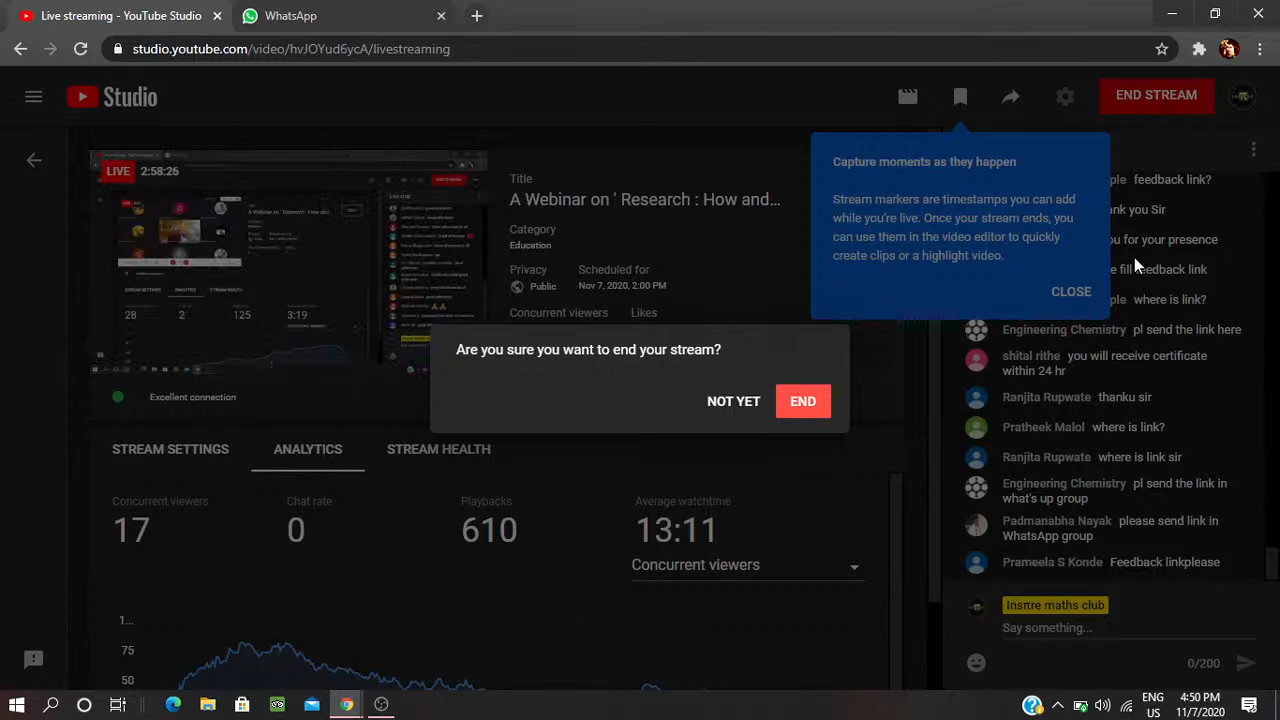 Live streaming - YouTube Studio
WhatsApp
studio.youtube.com/video/hvJOYud6ycA/livestreaming
Studio
END STREAM
LIVE 2:58:26
Title
A Webinar on ' Research : How and...
Category
Education
Privacy
Scheduled for
Public
Nov 7, 2020, 2:00 PM
Concurrent viewers
Likes
Excellent connection
28 2 125 3:19
Capture moments as they happen
Stream markers are timestamps you can add
while you're live. Once your stream ends, you
can use them in the video editor to quickly
create clips or a highlight video.
CLOSE
Are you sure you want to end your stream?
NOT YET
END
STREAM SETTINGS
ANALYTICS
STREAM HEALTH
Concurrent viewers
Chat rate
Playbacks
Average watchtime
17
0
610
13:11
Concurrent viewers
1...
75
50
feedback link?
you Sir
for your presence
link
where is link?
Engineering Chemistry pl send the link here
shital rithe you will receive certificate
within 24 hr
Ranjita Rupwate thanku sir
Pratheek Malol where is link?
Ranjita Rupwate where is link sir
Engineering Chemistry pl send the link in
what's up group
Padmanabha Nayak please send link in
WhatsApp group
Prameela S Konde Feedback linkplease
Insπre maths club
Say something...
0/200
ENG
US
4:50 PM
11/7/2020